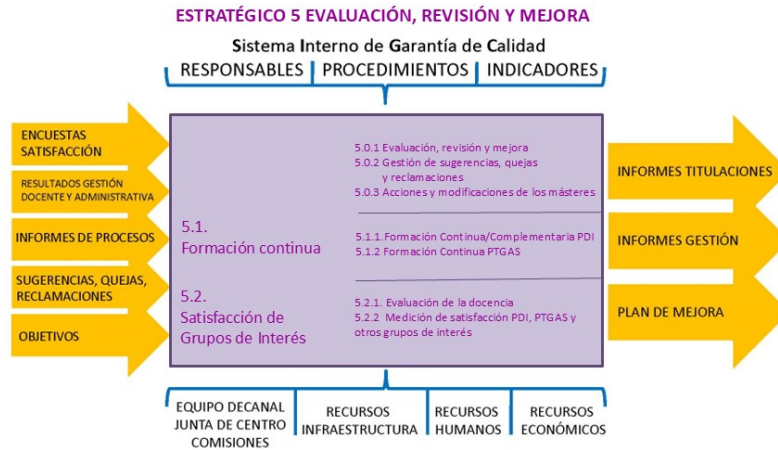 ESTRATÉGICO 5 EVALUACIÓN, REVISIÓN Y MEJORA
Sistema Interno de Garantía de Calidad
RESPONSABLES
PROCEDIMIENTOS
INDICADORES
ENCUESTAS
SATISFACCIÓN
RESULTADOS GESTIÓN
DOCENTE Y ADMINISTRATIVA
INFORMES DE PROCESOS
SUGERENCIAS, QUEJAS,
RECLAMACIONES
OBJETIVOS
5.0.1 Evaluación, revisión y mejora
5.0.2 Gestión de sugerencias, quejas
y reclamaciones
5.0.3 Acciones y modificaciones de los másteres
5.1.
Formación continua
5.1.1. Formación Continua/Complementaria PDI
5.1.2 Formación Continua PTGAS
5.2.
Satisfacción de
Grupos de Interés
5.2.1. Evaluación de la docencia
5.2.2 Medición de satisfacción PDI, PTGAS y
otros grupos de interés
INFORMES TITULACIONES
INFORMES GESTIÓN
PLAN DE MEJORA
EQUIPO DECANAL
JUNTA DE CENTRO
COMISIONES
RECURSOS
INFRAESTRUCTURA
RECURSOS
HUMANOS
RECURSOS
ECONÓMICOS